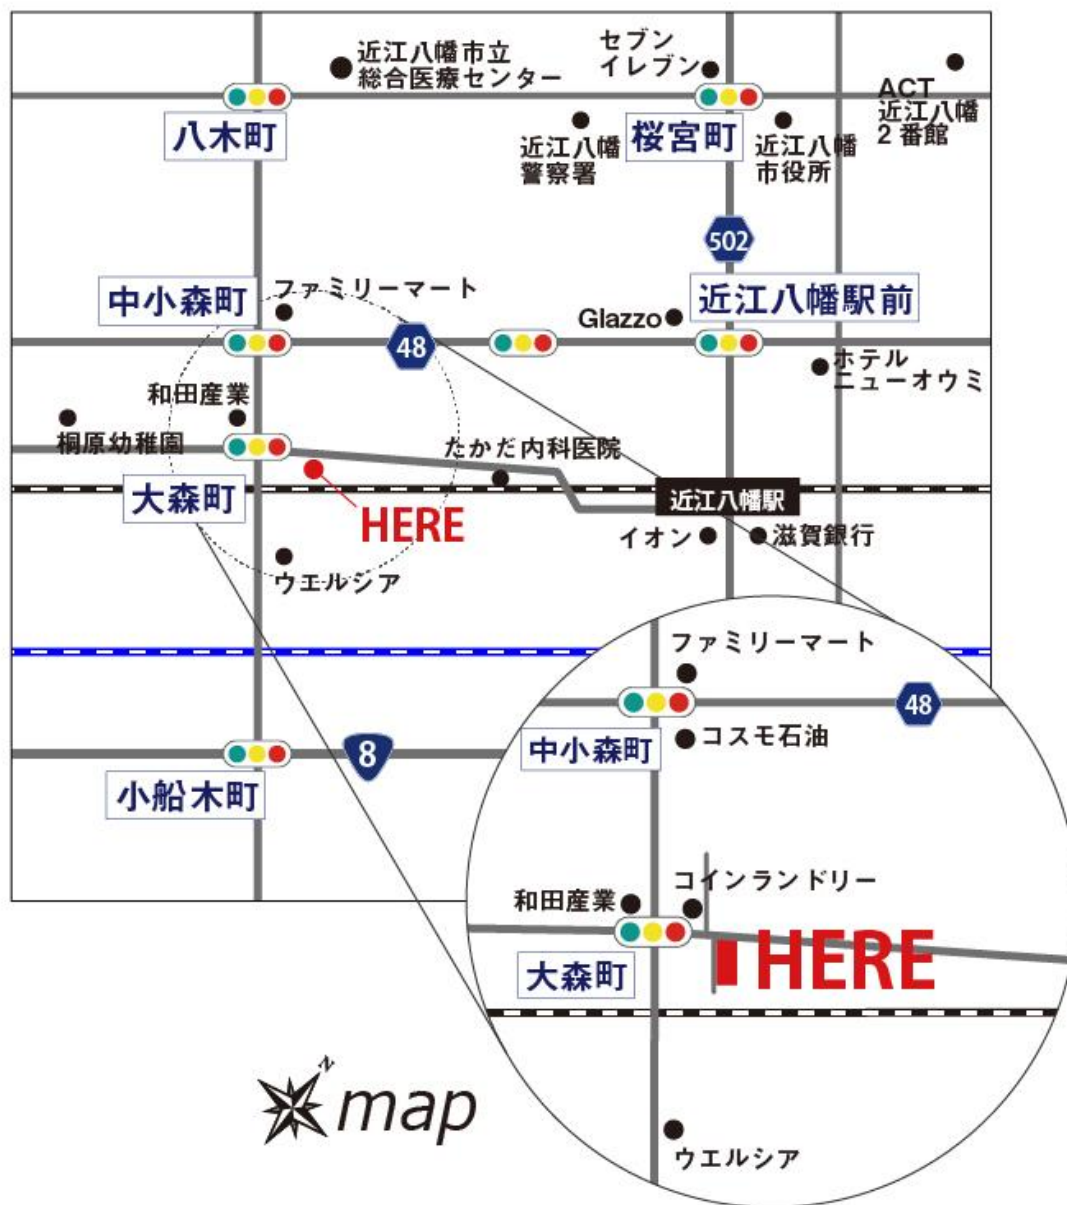 近江八幡市立
総合医療センター
セブン
イレブン
ACT
近江八幡
2番館
八木町
近江八幡
警察署
桜宮町
近江八幡
市役所
502
中小森町
ファミリーマート
近江八幡駅前
Glazzo
48
ホテル
ニューオウミ
和田産業
桐原幼稚園
たかだ内科医院
大森町
HERE
近江八幡駅
イオン
滋賀銀行
ウエルシア
8
小船木町
ファミリーマート
48
中小森町
コスモ石油
コインランドリー
和田産業
大森町
HERE
ウエルシア
N
map